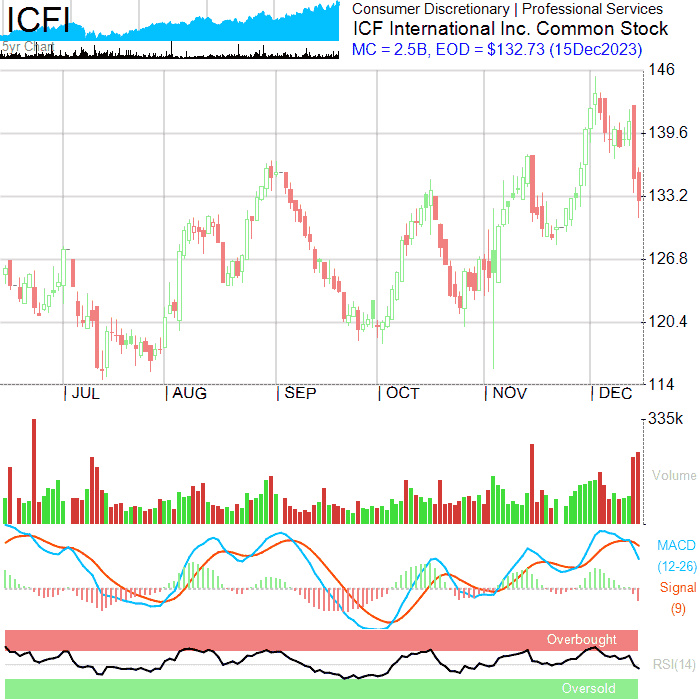 ICFI
5yr Chart
Consumer Discretionary | Professional Services
ICF International Inc. Common Stock
MC = 2.5B, EOD = $132.73 (15Dec2023)
146
139.6
133.2
126.8
120.4
114
JUL AUG SEP OCT NOV DEC
335k
Volume
MACD
(12-26)
Signal
(9)
Overbought
RSI(14)
Oversold